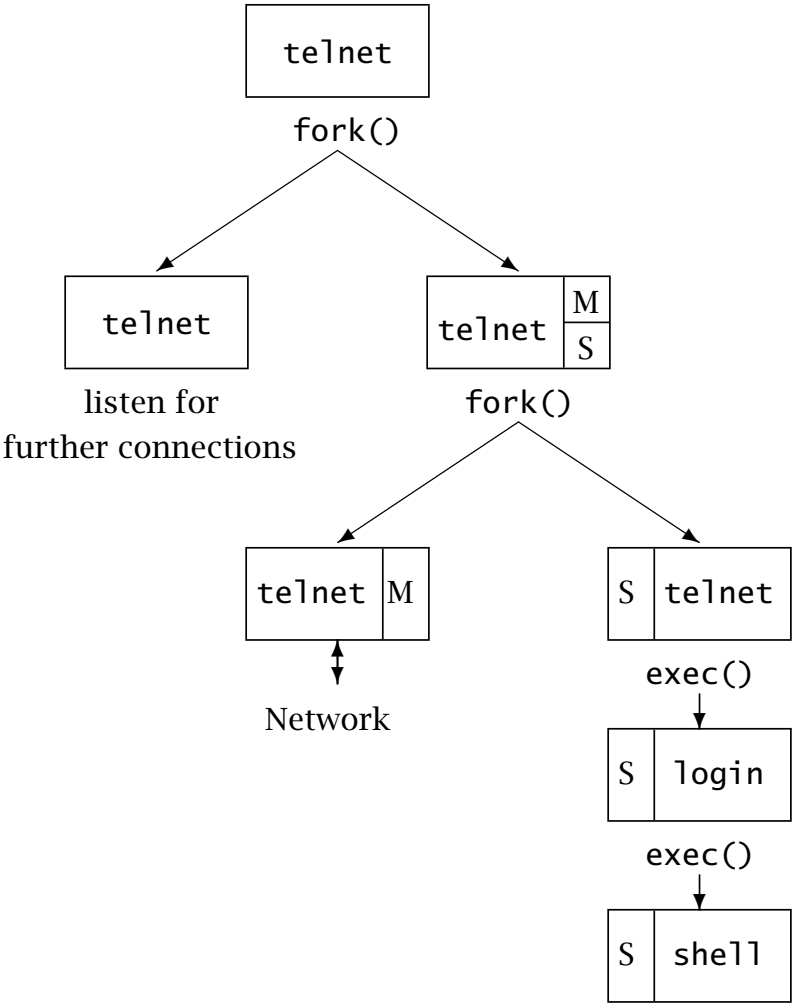 telnet
fork()
telnet
telnet
M
S
listen for
further connections
fork()
telnet
M
S
telnet
Network
exec()
S
login
exec()
S
shell